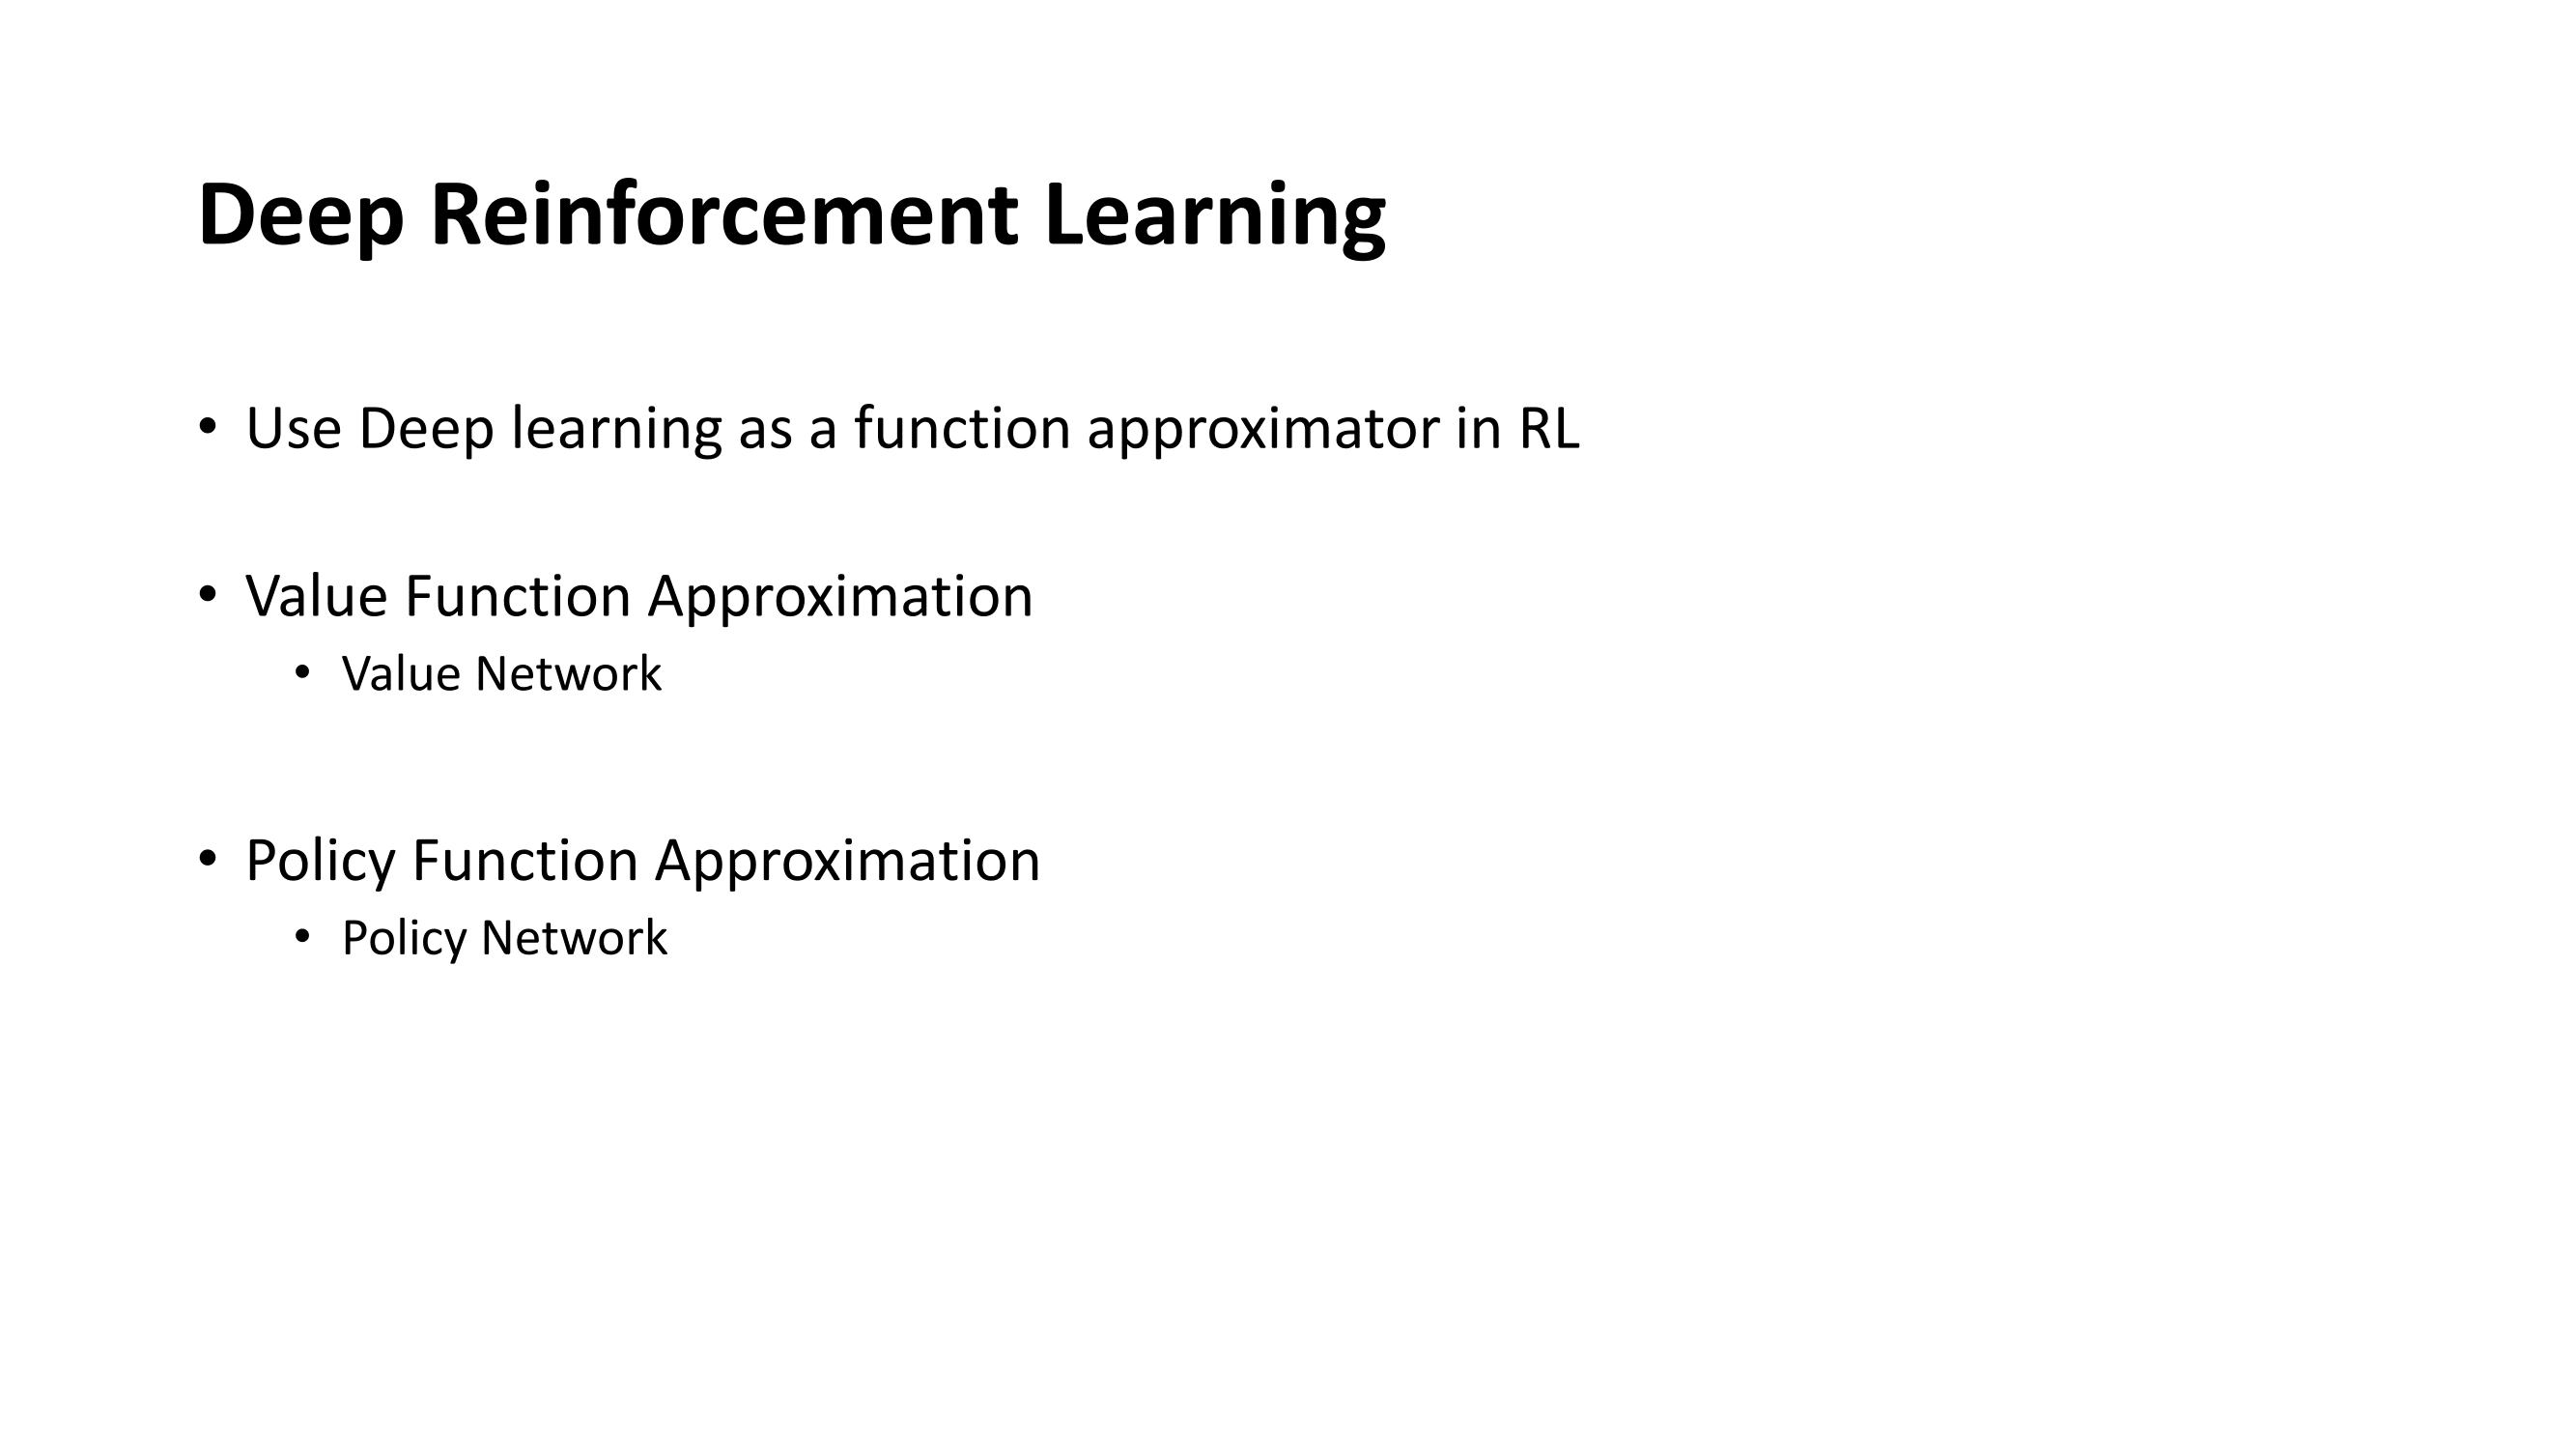 Deep Reinforcement Learning
• Use Deep learning as a function approximator in RL
• Value Function Approximation
• Value Network
• Policy Function Approximation
• Policy Network